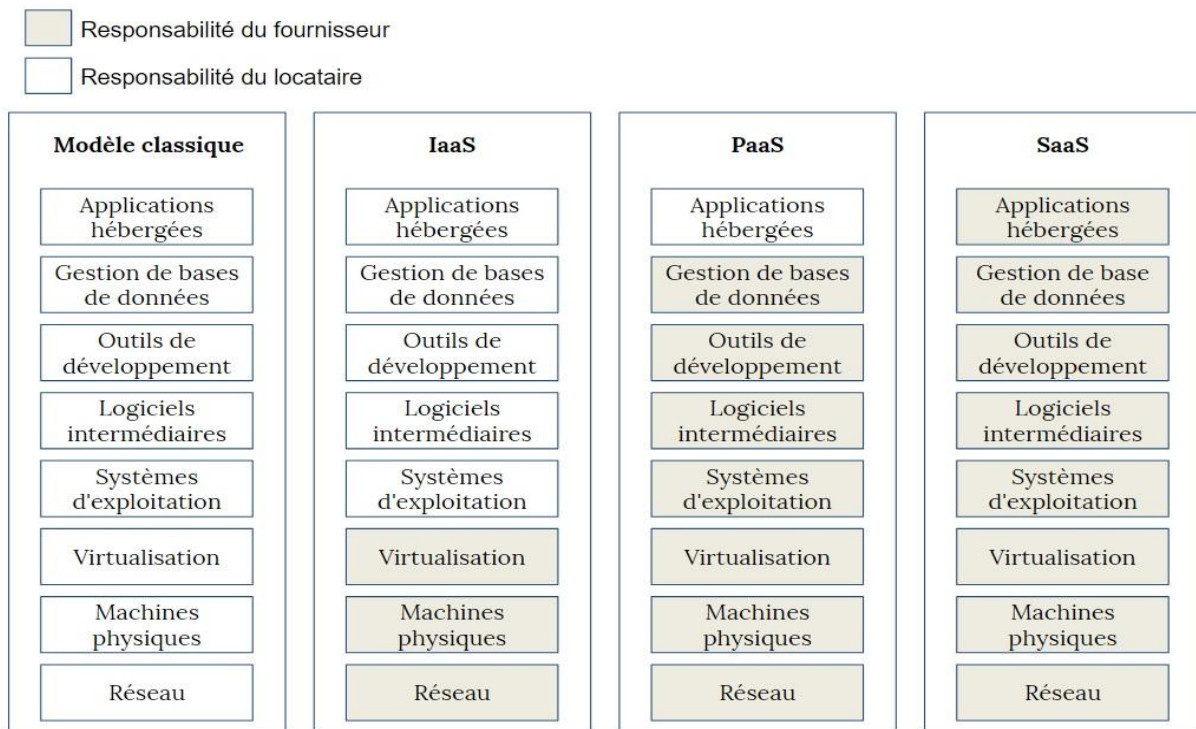 Responsabilité du fournisseur
Responsabilité du locataire
Modèle classique
Applications
hébergées
Gestion de bases
de données
Outils de
développement
Logiciels
intermédiaires
Systèmes
d'exploitation
Virtualisation
Machines
physiques
Réseau
IaaS
Applications
hébergées
Gestion de bases
de données
Outils de
développement
Logiciels
intermédiaires
Systèmes
d'exploitation
Virtualisation
Machines
physiques
Réseau
PaaS
Applications
hébergées
Gestion de bases
de données
Outils de
développement
Logiciels
intermédiaires
Systèmes
d'exploitation
Virtualisation
Machines
physiques
Réseau
SaaS
Applications
hébergées
Gestion de base
de données
Outils de
développement
Logiciels
intermédiaires
Systèmes
d'exploitation
Virtualisation
Machines
physiques
Réseau